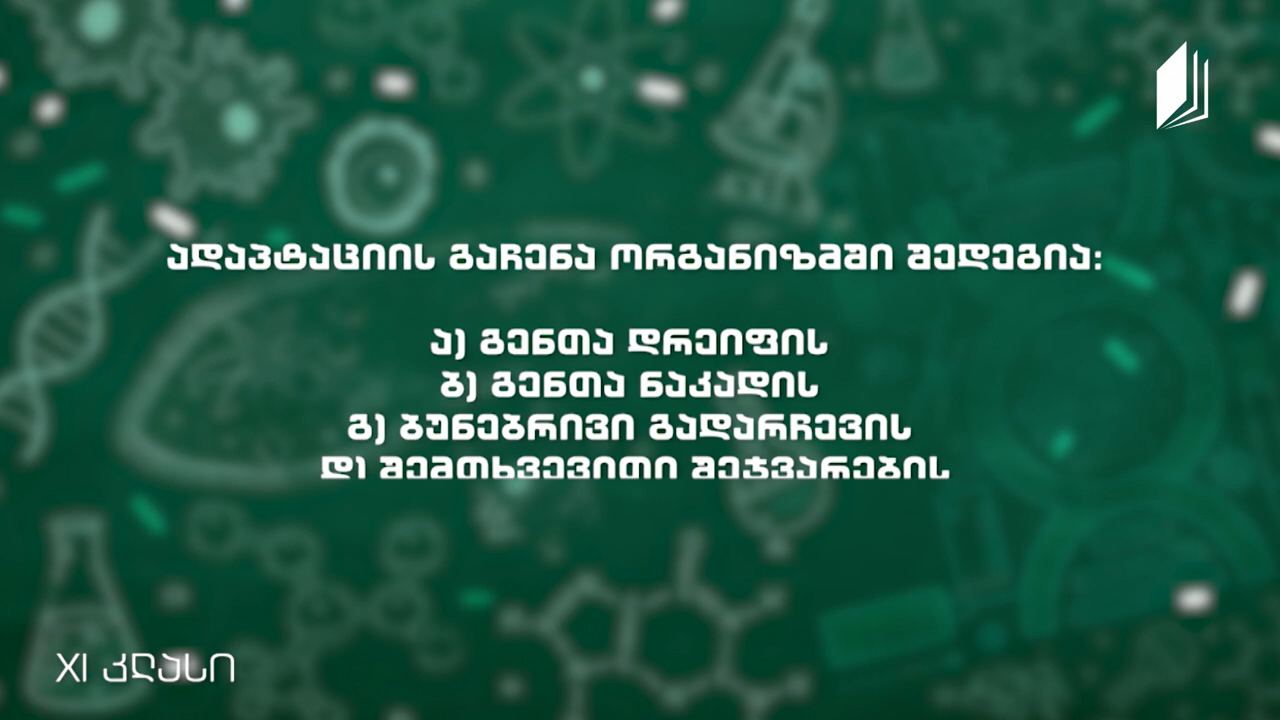 ადაპტაციის გაჩენა ორგანიზმში შედეგია:
ა) გენთა დრეიფის
ბ) გენთა ნაკადის
გ) ბუნებრივი გადარჩევის
დ) შემთხვევითი შეჯვარების
XI კლასი